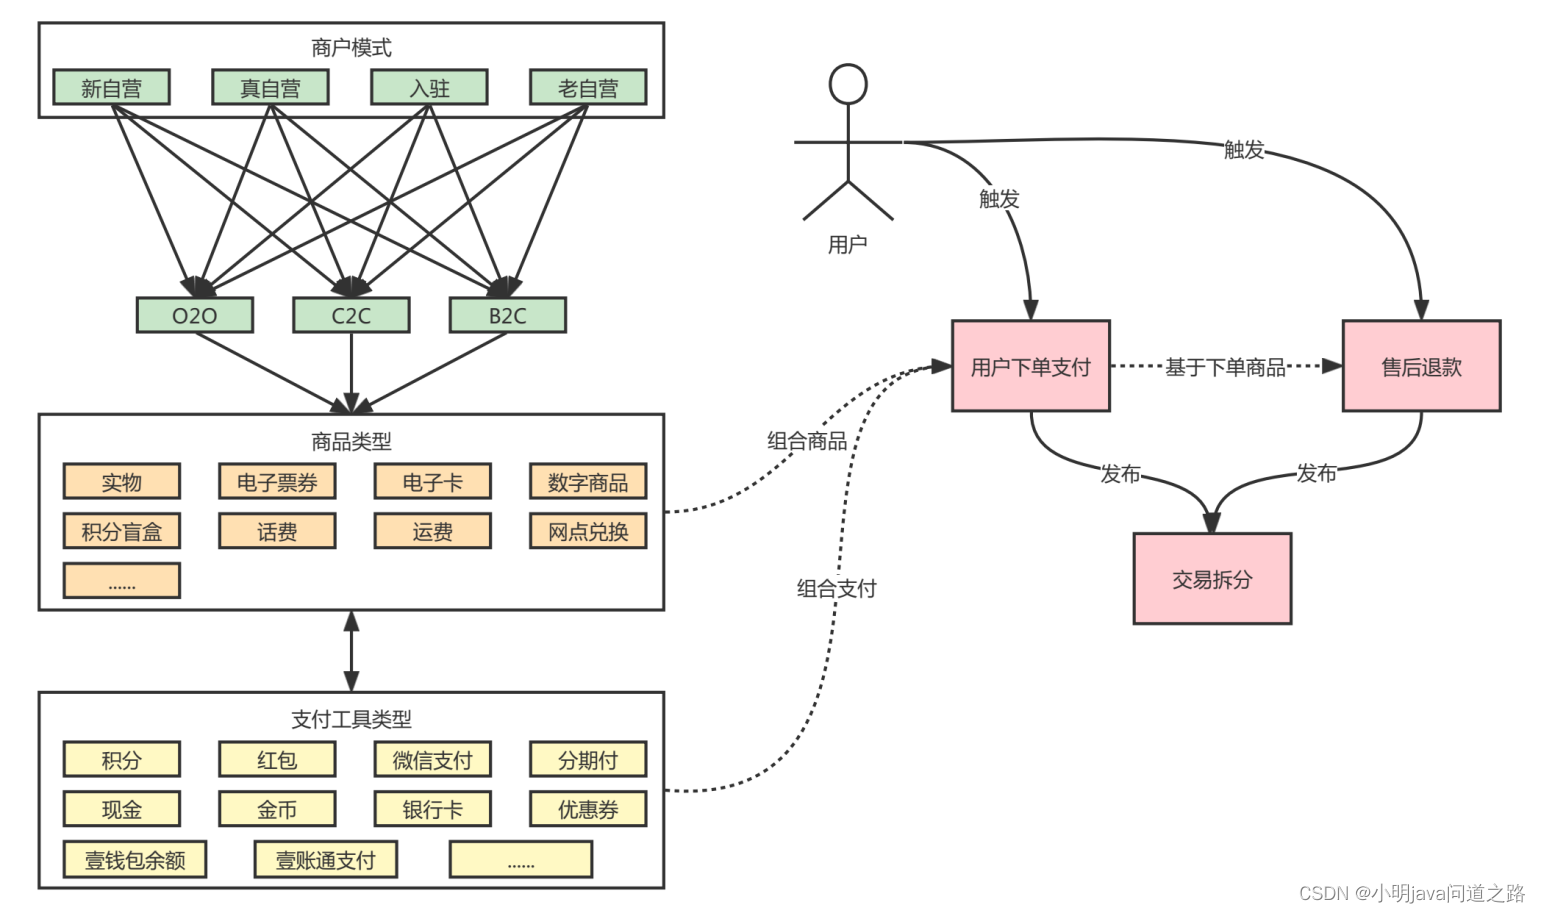 商户模式
新自营 真自营 入驻 老自营
O2O C2C B2C
商品类型
实物 电子票券 电子卡 数字商品
积分盲盒 话费 运费 网点兑换
......
支付工具类型
积分 红包 微信支付 分期付
现金 金币 银行卡 优惠券
壹钱包余额 壹账通支付 ......
组合商品
组合支付
用户
触发
触发
用户下单支付
基于下单商品
售后退款
发布
发布
交易拆分
CSDN @小明java问道之路